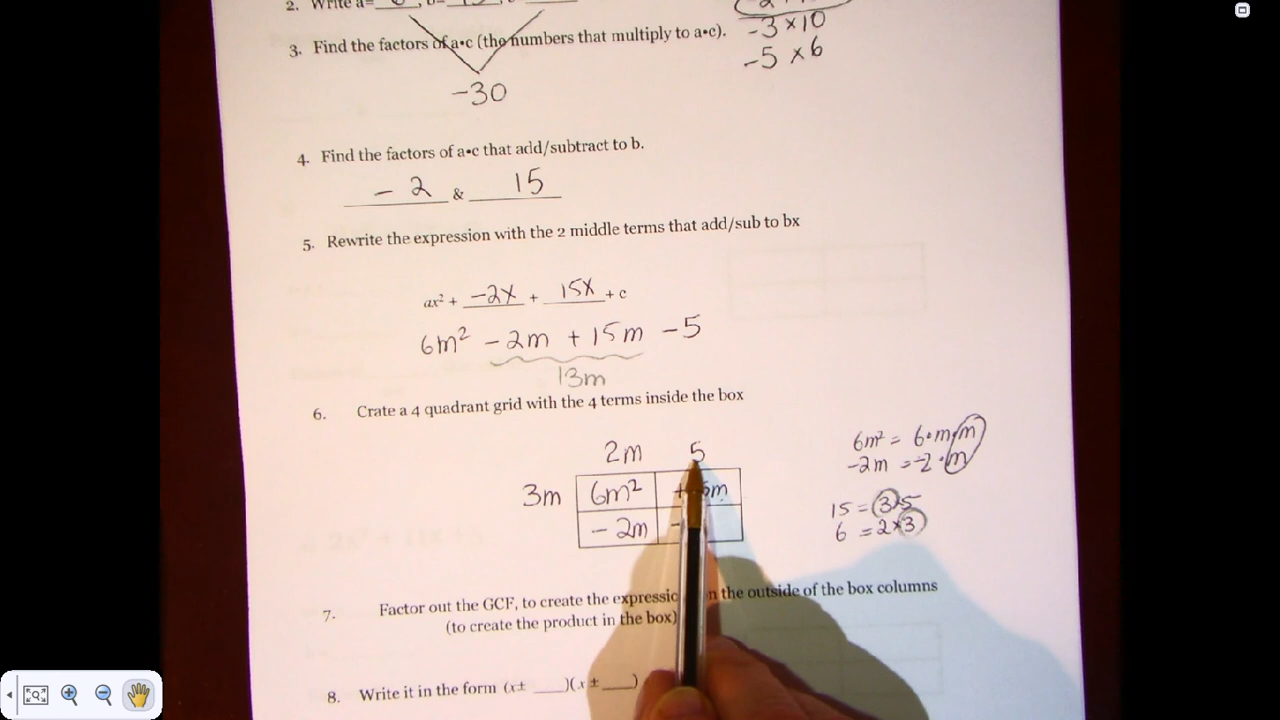 2. Write a=
-3 x 10
3. Find the factors of a•c (the numbers that multiply to a•c).
-5 x 6
-30
4. Find the factors of a•c that add/subtract to b.
- 2 & 15
5. Rewrite the expression with the 2 middle terms that add/sub to bx
ax² + -2x + 15x + c
6m² - 2m + 15m - 5
13m
6. Crate a 4 quadrant grid with the 4 terms inside the box
6m² = 6•m•m
-2m = -2•m
2m 5
3m 6m²
- 2m
15 = 3x5
6 = 2x3
7. Factor out the GCF, to create the the outside of the box columns
(to create the product in the box)
8. Write it in the form (x± ___)(x±___)